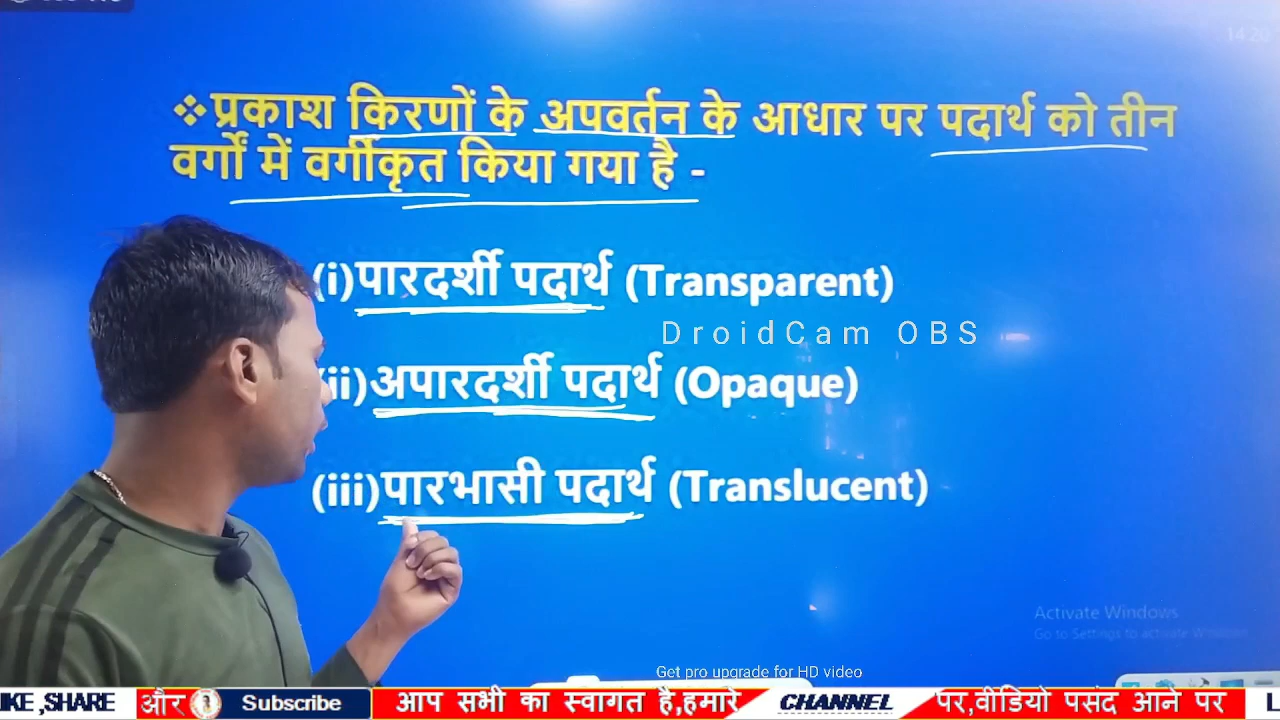 14:20
❖प्रकाश किरणों के अपवर्तन के आधार पर पदार्थ को तीन
वर्गों में वर्गीकृत किया गया है -
(i)पारदर्शी पदार्थ (Transparent)
DroidCam OBS
(ii)अपारदर्शी पदार्थ (Opaque)
(iii)पारभासी पदार्थ (Translucent)
Activate Windows
Go to Settings to activate Windows.
Get pro upgrade for HD video
IKE ,SHARE और Subscribe आप सभी का स्वागत है,हमारे CHANNEL पर,वीडियो पसंद आने पर L